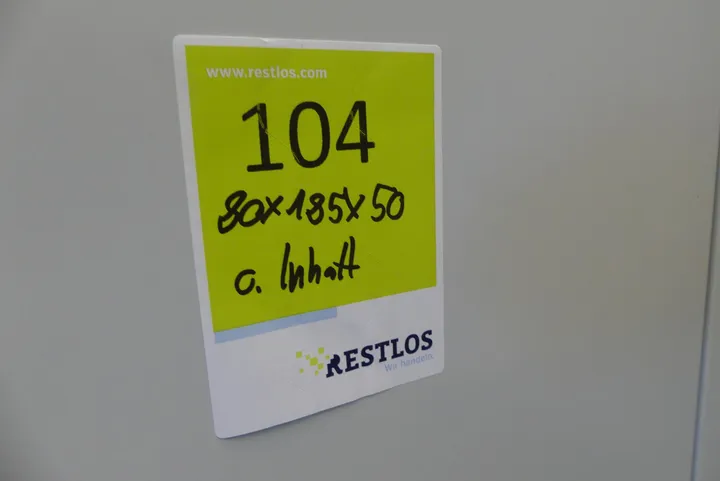 www.restlos.com
104
80x185x50
o. Inhalt
RESTLOS
Wir handeln.